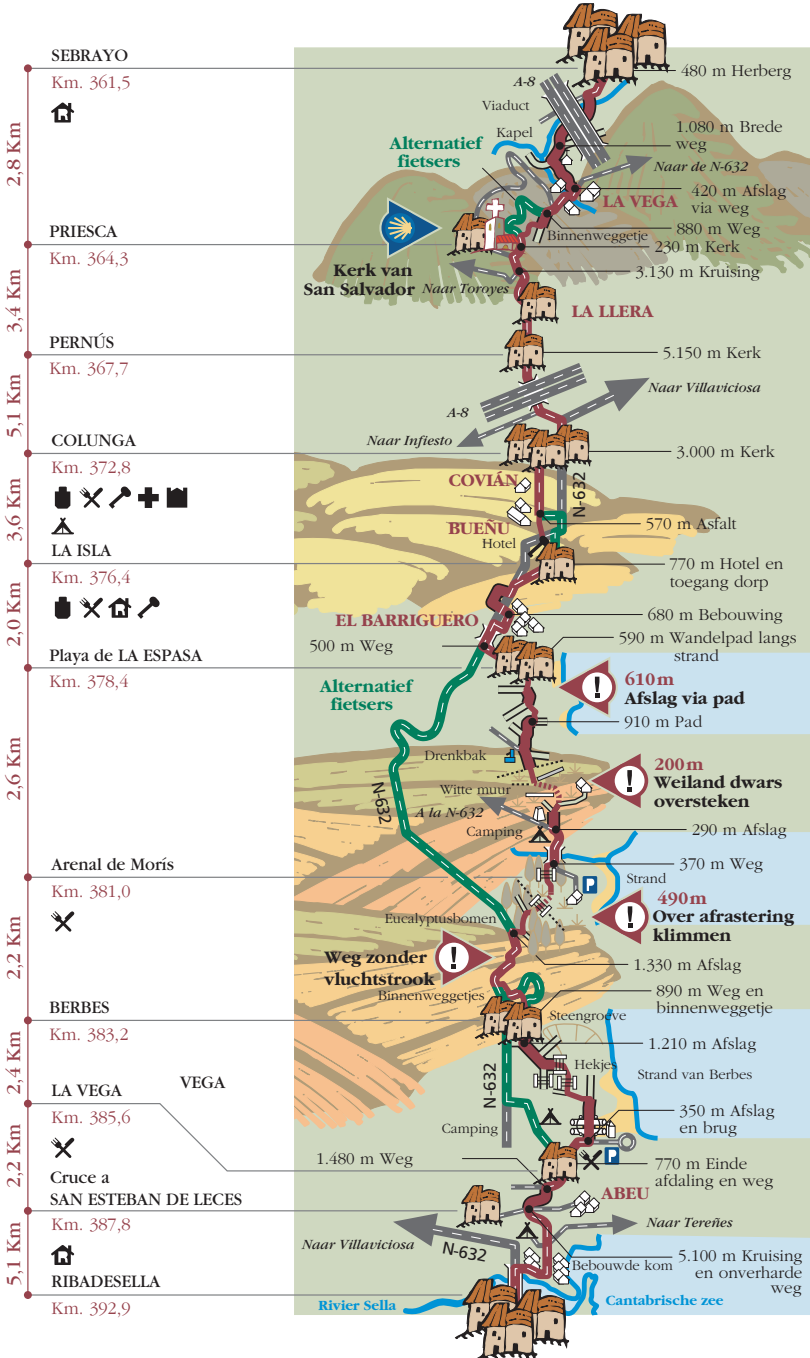 SEBRAYO
Km. 361,5
2,8 Km
PRIESCA
Km. 364,3
3,4 Km
PERNÚS
Km. 367,7
5,1 Km
COLUNGA
Km. 372,8
3,6 Km
LA ISLA
Km. 376,4
2,0 Km
Playa de LA ESPASA
Km. 378,4
2,6 Km
Arenal de Morís
Km. 381,0
2,2 Km
BERBES
Km. 383,2
2,4 Km
LA VEGA
VEGA
Km. 385,6
2,2 Km
Cruce a
SAN ESTEBAN DE LECES
Km. 387,8
5,1 Km
RIBADESELLA
Km. 392,9
480 m Herberg
A-8
Viaduct
Kapel
1.080 m Brede
weg
Alternatief
fietsers
Naar de N-632
LA VEGA
420 m Afslag
via weg
880 m Weg
Binnenweggetje
230 m Kerk
Kerk van
San Salvador
Naar Toroyes
3.130 m Kruising
LA LLERA
5.150 m Kerk
Naar Villaviciosa
A-8
Naar Infiesto
3.000 m Kerk
COVIÁN
N-632
BUEÑU
570 m Asfalt
Hotel
770 m Hotel en
toegang dorp
EL BARRIGUERO
680 m Bebouwing
500 m Weg
590 m Wandelpad langs
strand
Alternatief
fietsers
!
610 m
Afslag via pad
910 m Pad
Drenkbak
N-632
Witte muur
!
200 m
Weiland dwars
oversteken
A la N-632
Camping
290 m Afslag
370 m Weg
P
Strand
!
490 m
Over afrastering
klimmen
Eucalyptusbomen
Weg zonder
vluchtstrook
!
1.330 m Afslag
Binnenweggetjes
890 m Weg en
binnenweggetje
Steengroeve
1.210 m Afslag
N-632
Hekjes
Strand van Berbes
Camping
350 m Afslag
en brug
P
1.480 m Weg
770 m Einde
afdaling en weg
ABEU
Naar Tereñes
Naar Villaviciosa
N-632
Bebouwde kom
5.100 m Kruising
en onverharde
weg
Rivier Sella
Cantabrische zee